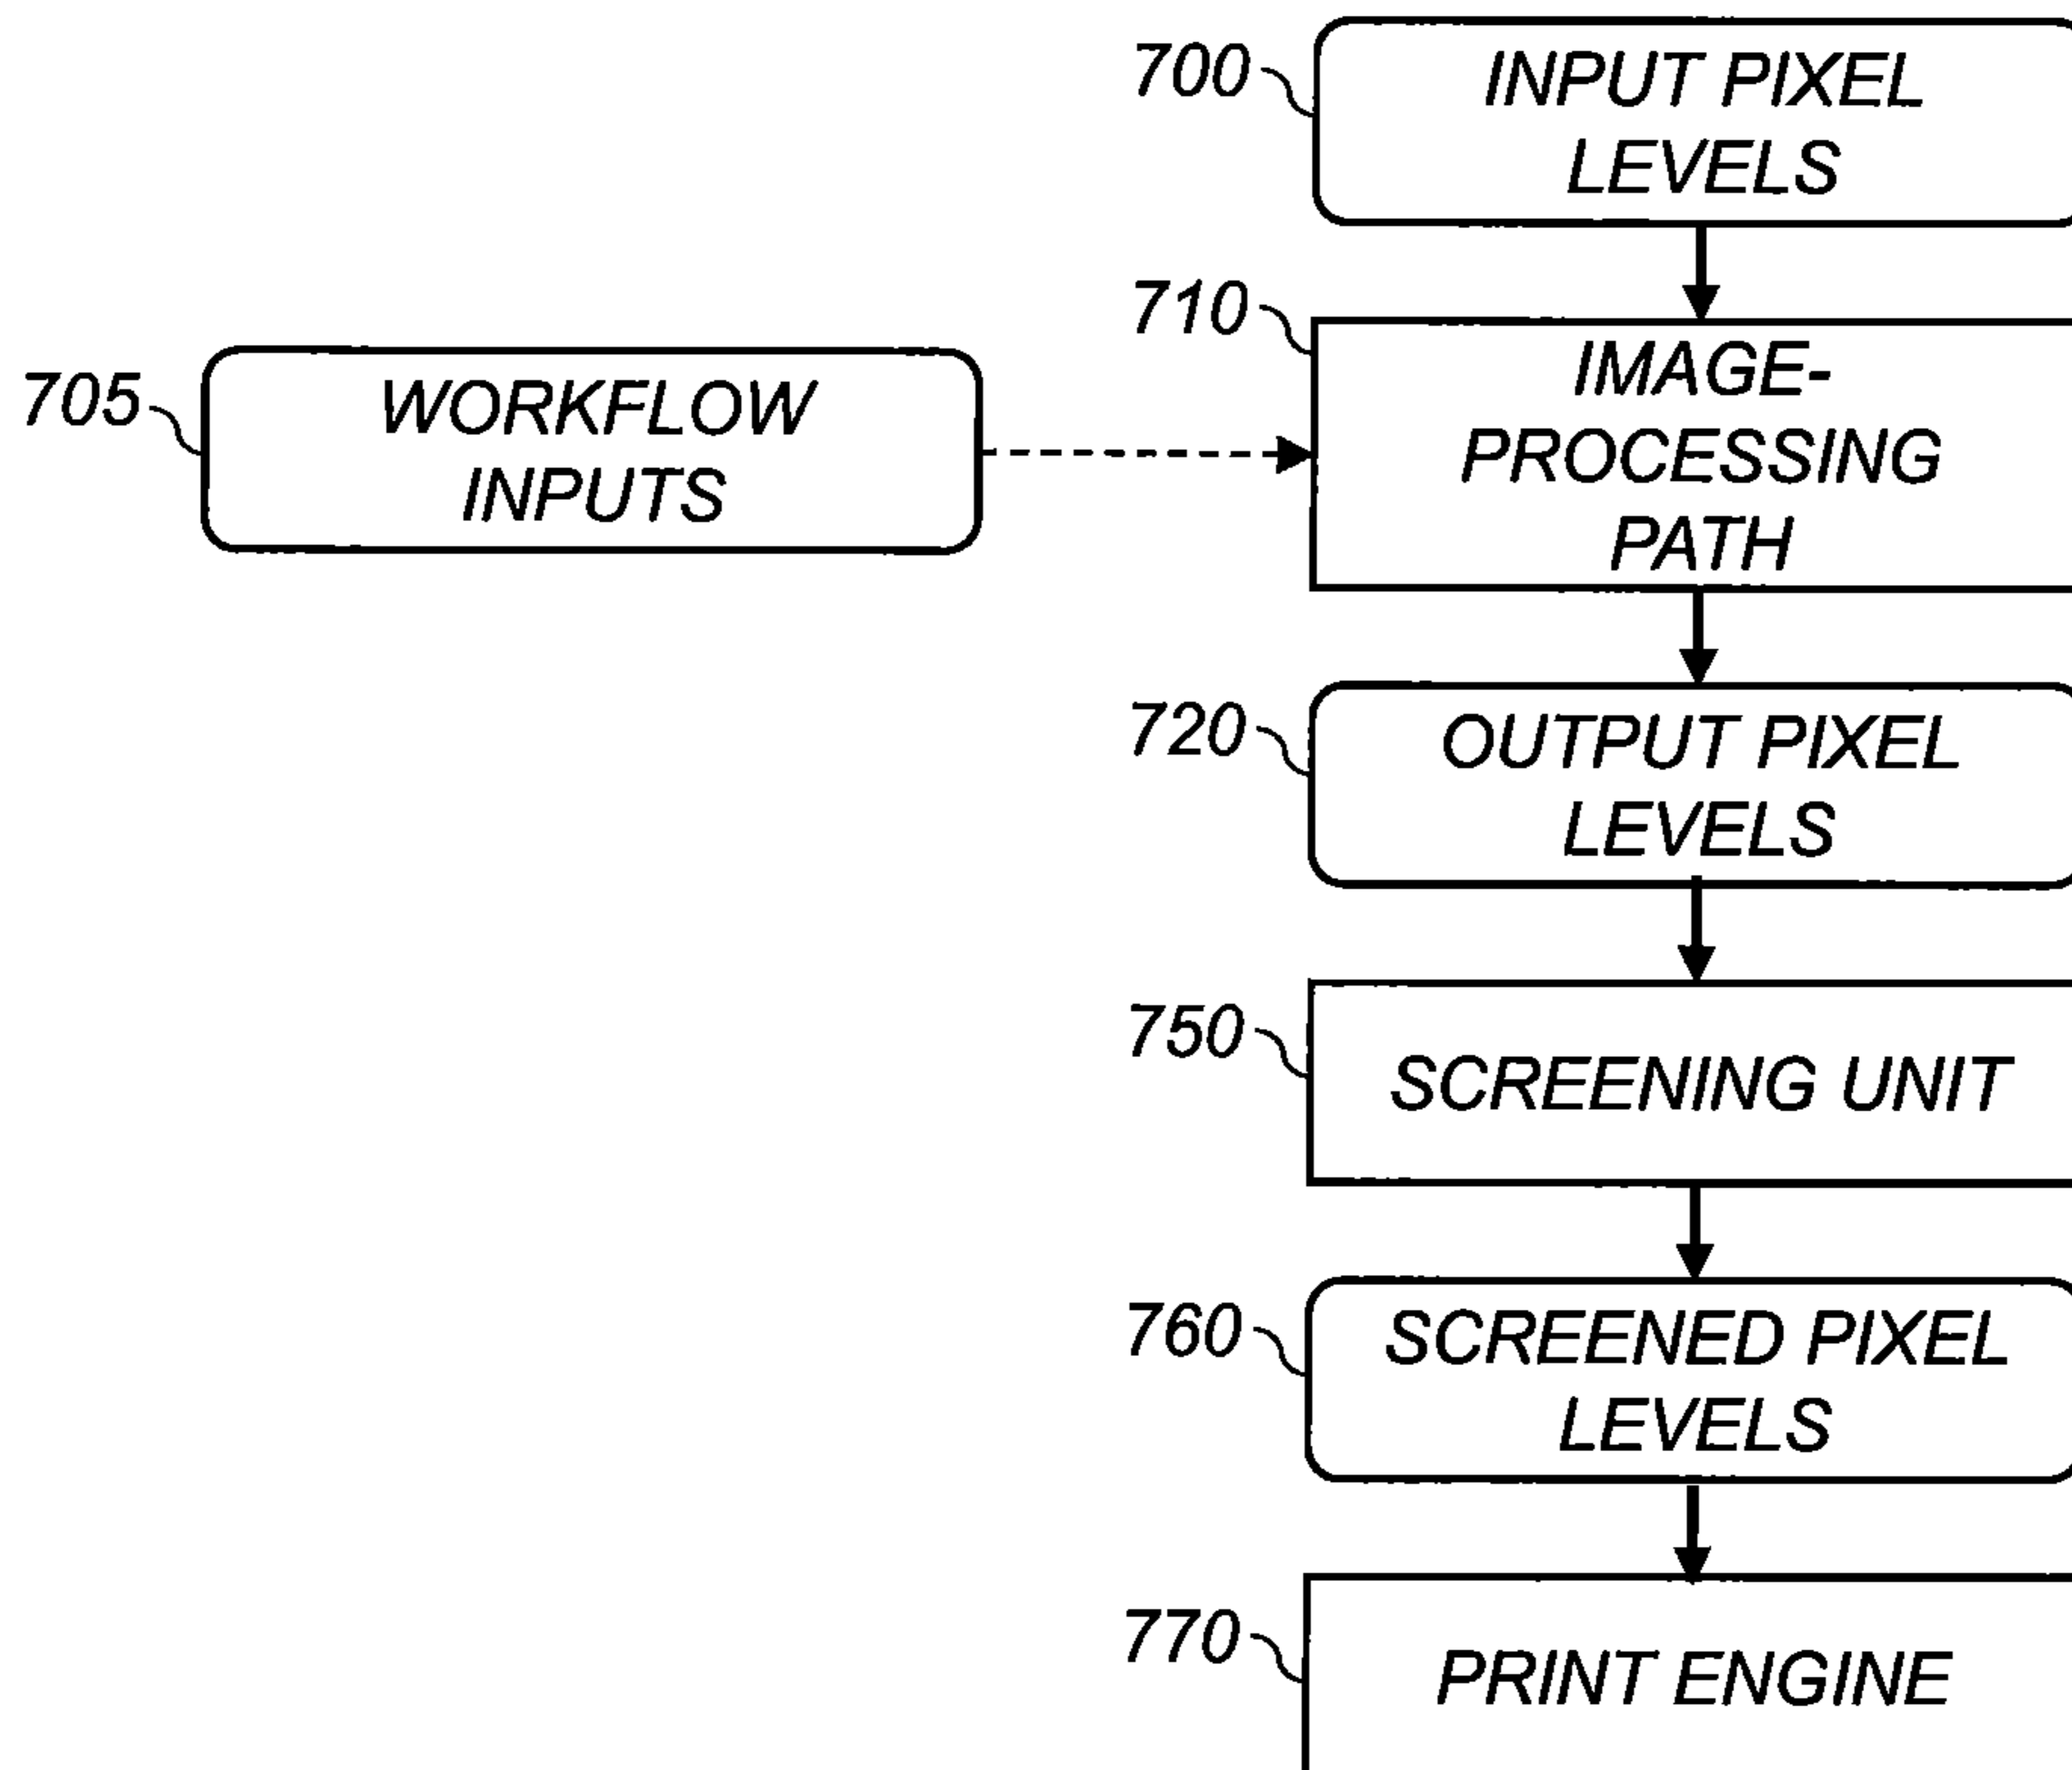 700
INPUT PIXEL
LEVELS
710
IMAGE-
PROCESSING
PATH
705
WORKFLOW
INPUTS
720
OUTPUT PIXEL
LEVELS
750
SCREENING UNIT
760
SCREENED PIXEL
LEVELS
770
PRINT ENGINE